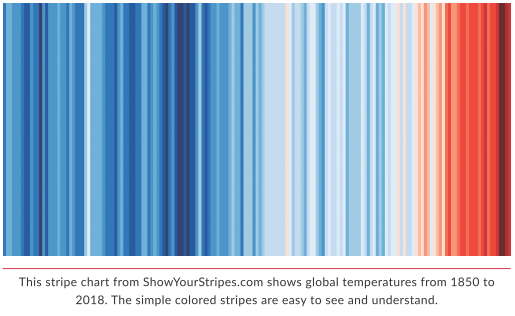 This stripe chart from ShowYourStripes.com shows global temperatures from 1850 to
2018. The simple colored stripes are easy to see and understand.